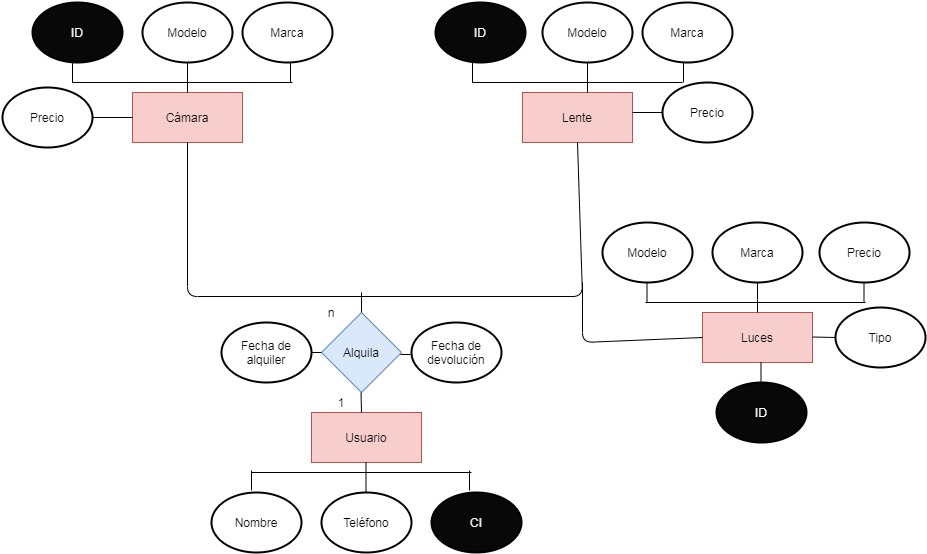 ID
Modelo
Marca
ID
Modelo
Marca
Precio
Cámara
Lente
Precio
Modelo
Marca
Precio
n
Fecha de
alquiler
Alquila
Fecha de
devolución
Luces
Tipo
1
ID
Usuario
Nombre
Teléfono
CI